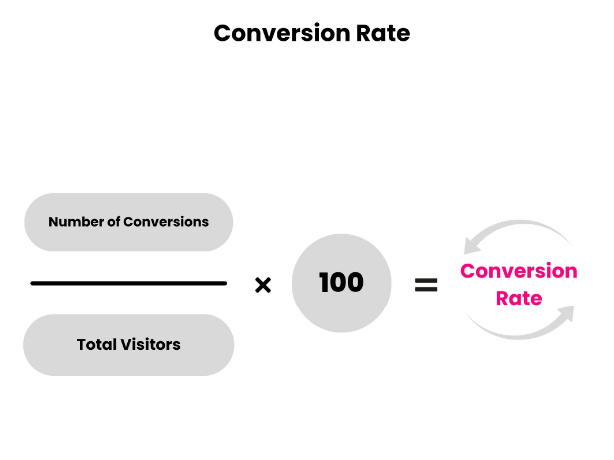 Conversion Rate
Number of Conversions
Total Visitors
×
100
=
Conversion
Rate